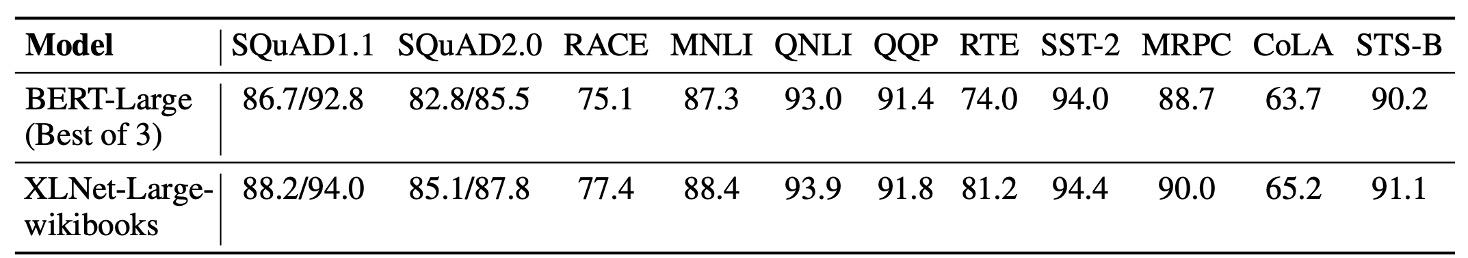 Model SQuAD1.1 SQuAD2.0 RACE MNLI QNLI QQP RTE SST-2 MRPC CoLA STS-B
BERT-Large 86.7/92.8 82.8/85.5 75.1 87.3 93.0 91.4 74.0 94.0 88.7 63.7 90.2
(Best of 3)
XLNet-Large- 88.2/94.0 85.1/87.8 77.4 88.4 93.9 91.8 81.2 94.4 90.0 65.2 91.1
wikibooks